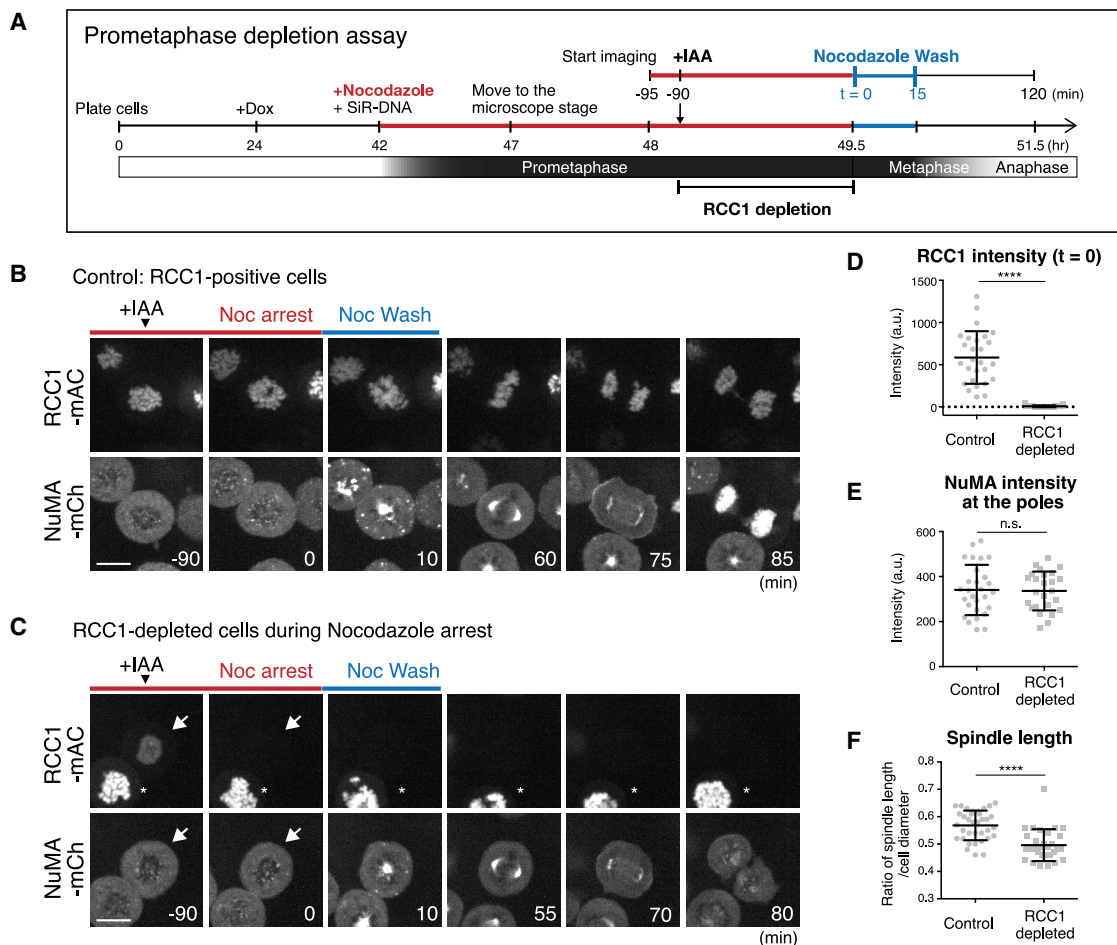 A
Prometaphase depletion assay
Start imaging
+IAA
Nocodazole Wash
-95
-90
t = 0
15
120 (min)
Plate cells
+Dox
+Nocodazole
+ SiR-DNA
Move to the
microscope stage
0
24
42
47
48
49.5
51.5 (hr)
Prometaphase
Metaphase
Anaphase
RCC1 depletion
B
Control: RCC1-positive cells
+IAA
Noc arrest
Noc Wash
RCC1
-mAC
NuMA
-mCh
-90
0
10
60
75
85
(min)
C
RCC1-depleted cells during Nocodazole arrest
+IAA
Noc arrest
Noc Wash
RCC1
-mAC
* * * * * *
NuMA
-mCh
-90
0
10
55
70
80
(min)
D
RCC1 intensity (t = 0)
****
Intensity (a.u.)
1500
1000
500
0
Control
RCC1
depleted
E
NuMA intensity
at the poles
n.s.
Intensity (a.u.)
600
400
200
0
Control
RCC1
depleted
F
Spindle length
****
Ratio of spindle length
/cell diameter
0.8
0.7
0.6
0.5
0.4
0.3
Control
RCC1
depleted